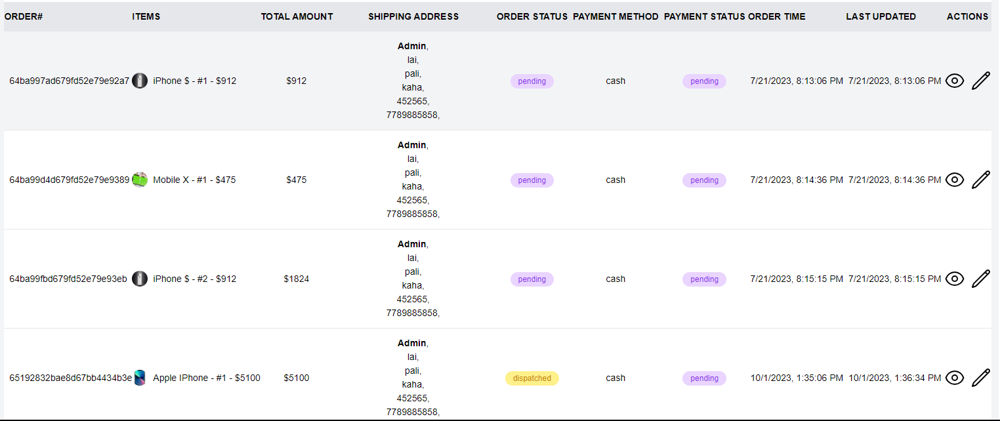 ORDER# ITEMS TOTAL AMOUNT SHIPPING ADDRESS ORDER STATUS PAYMENT METHOD PAYMENT STATUS ORDER TIME LAST UPDATED ACTIONS
Admin,
lai,
pali,
64ba997ad679fd52e79e92a7 iPhone $ - #1 - $912 $912 kaha, pending cash pending 7/21/2023, 8:13:06 PM 7/21/2023, 8:13:06 PM
452565,
7789885858,
Admin,
lai,
pali,
64ba99d4d679fd52e79e9389 Mobile X - #1 - $475 $475 kaha, pending cash pending 7/21/2023, 8:14:36 PM 7/21/2023, 8:14:36 PM
452565,
7789885858,
Admin,
lai,
pali,
64ba99fbd679fd52e79e93eb iPhone $ - #2 - $912 $1824 kaha, pending cash pending 7/21/2023, 8:15:15 PM 7/21/2023, 8:15:15 PM
452565,
7789885858,
Admin,
lai,
pali,
65192832bae8d67bb4434b3e Apple IPhone - #1 - $5100 $5100 kaha, dispatched cash pending 10/1/2023, 1:35:06 PM 10/1/2023, 1:36:34 PM
452565,
7789885858,